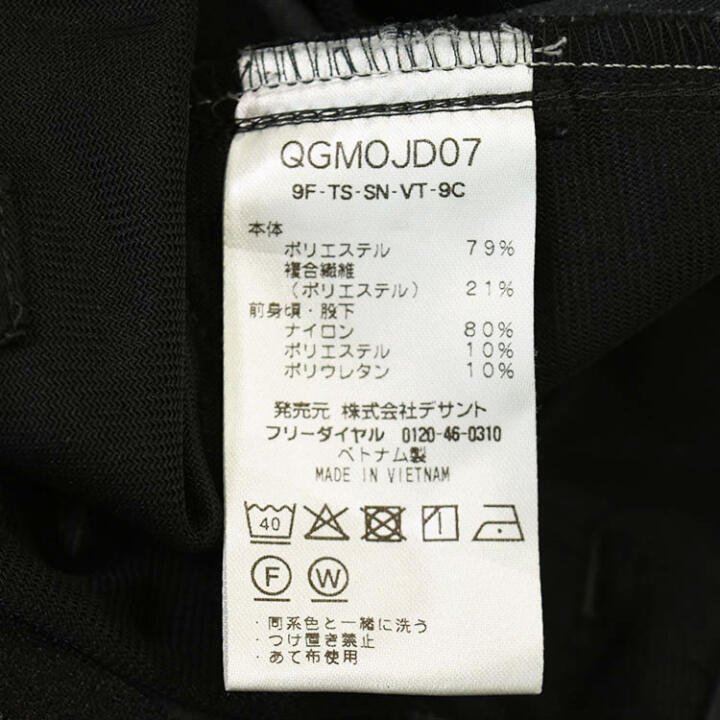 QGMOJD07
9F-TS-SN-VT-9C
本体
ポリエステル 79%
複合繊維
(ポリエステル) 21%
前身頃・股下
ナイロン 80%
ポリエステル 10%
ポリウレタン 10%
発売元 株式会社デサント
フリーダイヤル 0120-46-0310
ベトナム製
MADE IN VIETNAM
40
F W
・同系色と一緒に洗う
・つけ置き禁止
・あて布使用